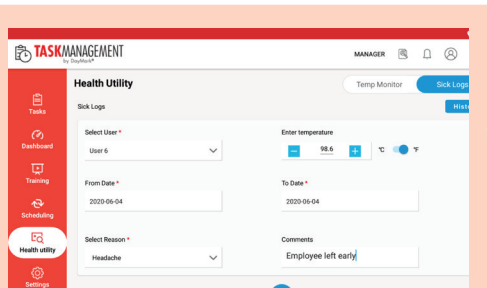 TASKMANAGEMENT
by DayMark®
MANAGER
Health Utility
Temp Monitor
Sick Logs
Tasks
Sick Logs
Dashboard
Select User *
Enter temperature
User 6
98.6
°C
°F
Training
From Date *
To Date *
2020-06-04
2020-06-04
Scheduling
Select Reason *
Comments
Health utility
Headache
Employee left early
Settings